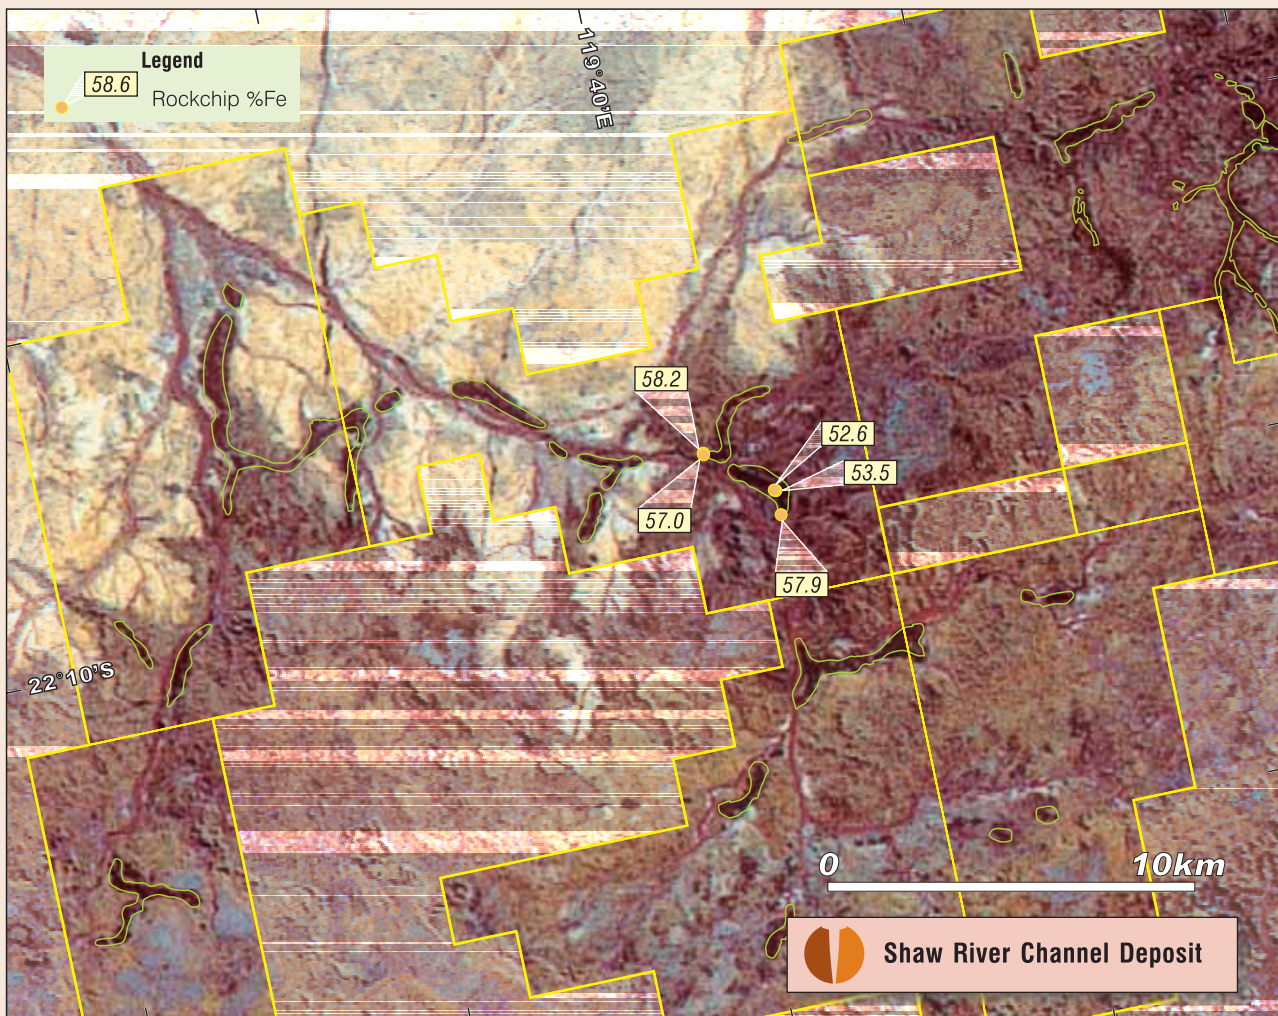 Legend
58.6
Rockchip %Fe
119°40'E
58.2
52.6
53.5
57.0
57.9
22°10'S
0 10km
Shaw River Channel Deposit